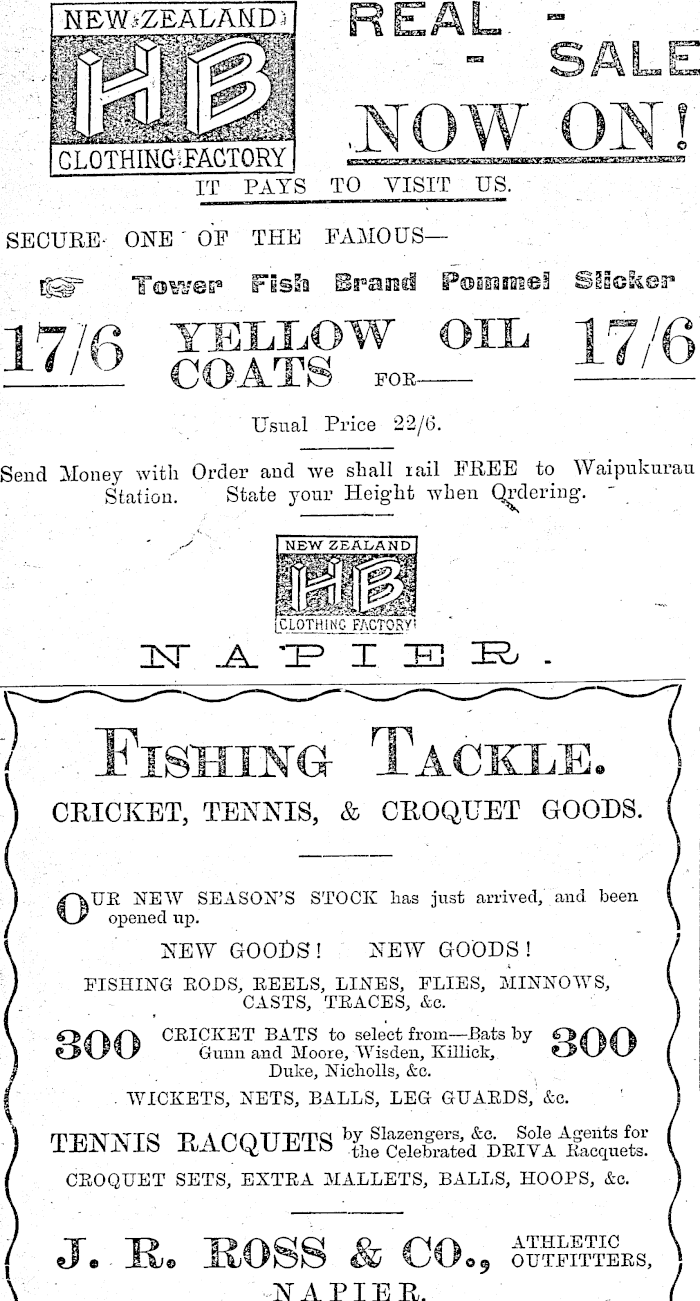 NEW ZEALAND
HB
CLOTHING FACTORY
REAL -
- SALE
NOW ON!
IT PAYS TO VISIT US.
SECURE ONE OF THE FAMOUS—
Tower Fish Brand Pommel Slicker
17/6 YELLOW OIL COATS FOR— 17/6
Usual Price 22/6.
Send Money with Order and we shall rail FREE to Waipukurau
Station. State your Height when Ordering.
NEW ZEALAND
HB
CLOTHING FACTORY
NAPIER.
FISHING TACKLE.
CRICKET, TENNIS, & CROQUET GOODS.
OUR NEW SEASON'S STOCK has just arrived, and been
opened up.
NEW GOODS! NEW GOODS!
FISHING RODS, REELS, LINES, FLIES, MINNOWS,
CASTS, TRACES, &c.
300 CRICKET BATS to select from—Bats by 300
Gunn and Moore, Wisden, Killick,
Duke, Nicholls, &c.
WICKETS, NETS, BALLS, LEG GUARDS, &c.
TENNIS RACQUETS by Slazengers, &c. Sole Agents for
the Celebrated DRIVA Racquets.
CROQUET SETS, EXTRA MALLETS, BALLS, HOOPS, &c.
J. R. ROSS & CO., ATHLETIC
OUTFITTERS,
NAPIER.